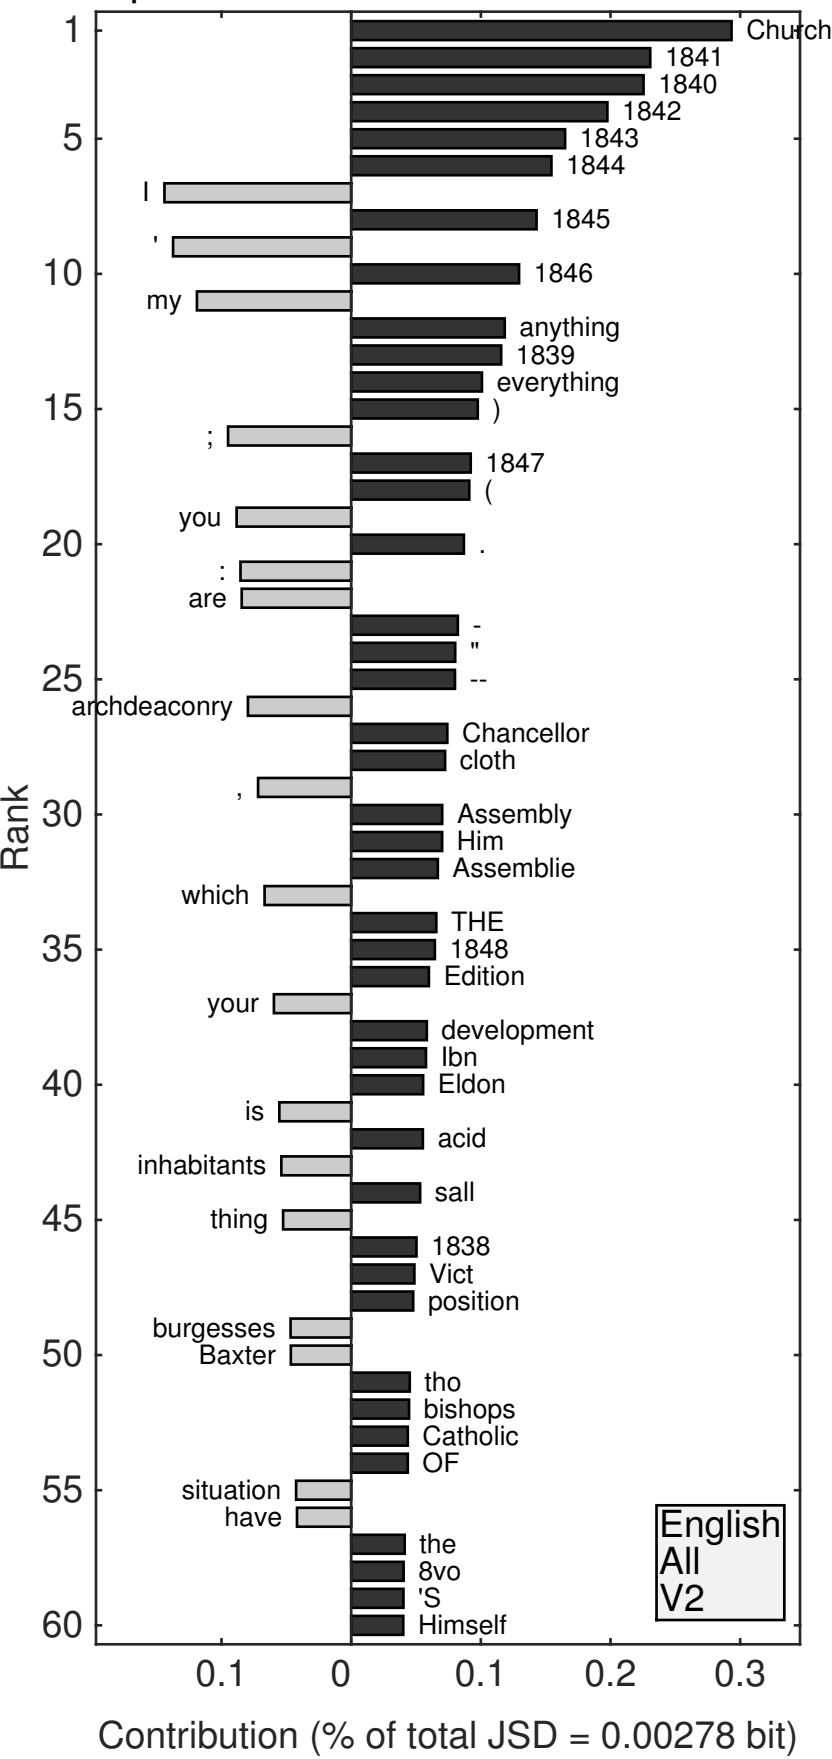 1 Church
1841
1840
1842
5 1843
1844
I
1845
'
10 1846
my
anything
1839
everything
15 )
;
1847
(
you
20 .
:
are
-
"
25 --
archdeaconry
Chancellor
cloth
,
30 Assembly
Him
Assemblie
which
THE
35 1848
Edition
your
development
Ibn
40 Eldon
is
acid
inhabitants
sall
45 thing
1838
Vict
position
burgesses
50 Baxter
tho
bishops
Catholic
OF
55 situation
have
the
8vo
'S
60 Himself
Rank
English
All
V2
0.1 0 0.1 0.2 0.3
Contribution (% of total JSD = 0.00278 bit)